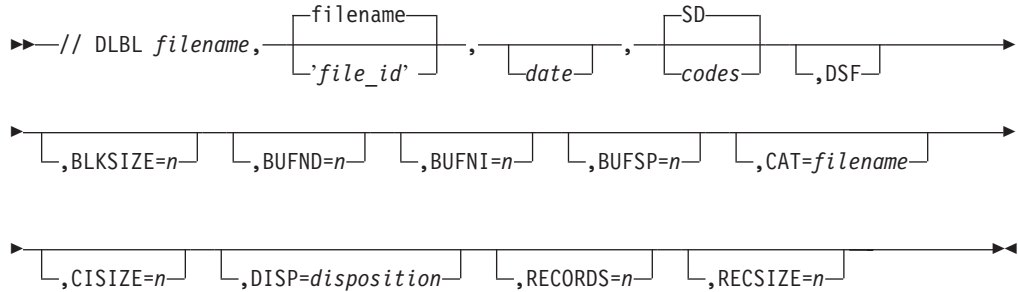 filename SD
// DLBL filename, , ,
'file_id' date codes ,DSF
,BLKSIZE=n ,BUFND=n ,BUFNI=n ,BUFSP=n ,CAT=filename
,CISIZE=n ,DISP=disposition ,RECORDS=n ,RECSIZE=n